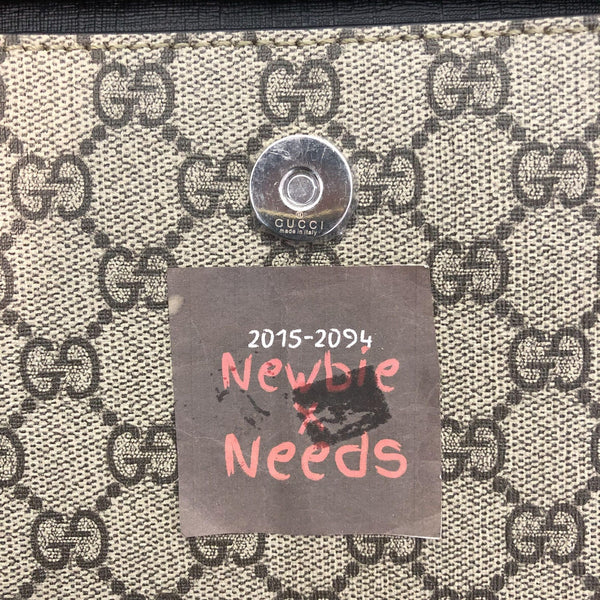 GUCCI
made in italy
2015-2094
Newbie
x
Needs